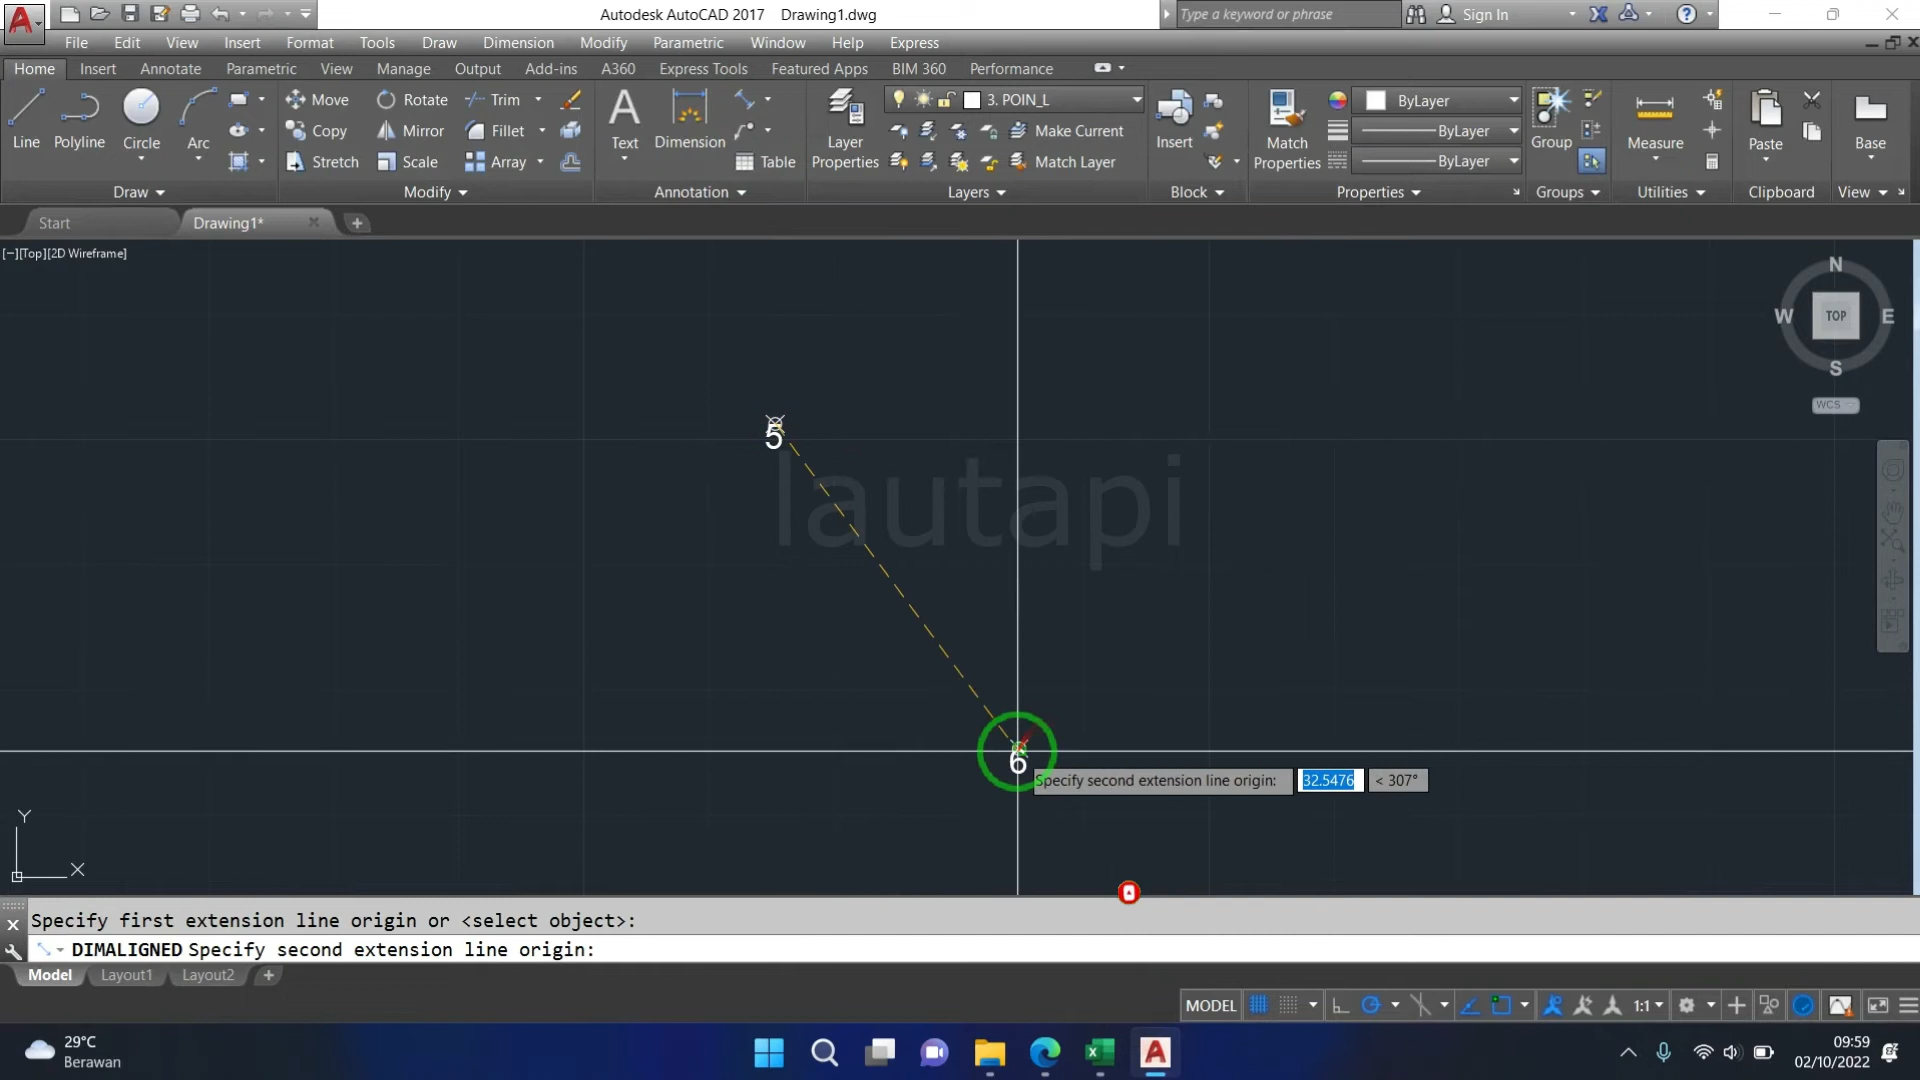 Autodesk AutoCAD 2017 Drawing1.dwg
Type a keyword or phrase
Sign In
File Edit View Insert Format Tools Draw Dimension Modify Parametric Window Help Express
Home Insert Annotate Parametric View Manage Output Add-ins A360 Express Tools Featured Apps BIM 360 Performance
Line Polyline Circle Arc
Move Rotate Trim
Copy Mirror Fillet
Stretch Scale Array
Text Dimension Table
Layer Properties
3. POIN_L
Make Current
Match Layer
Insert
Match Properties
ByLayer
ByLayer
ByLayer
Group
Measure
Paste
Base
Draw Modify Annotation Layers Block Properties Groups Utilities Clipboard View
Start Drawing1*
[−][Top][2D Wireframe]
N
W TOP E
S
WCS
5
lautapi
6
Specify second extension line origin: 32.5476 < 307°
Y
X
Specify first extension line origin or <select object>:
DIMALIGNED Specify second extension line origin:
Model Layout1 Layout2
MODEL 1:1
29°C
Berawan
09:59
02/10/2022